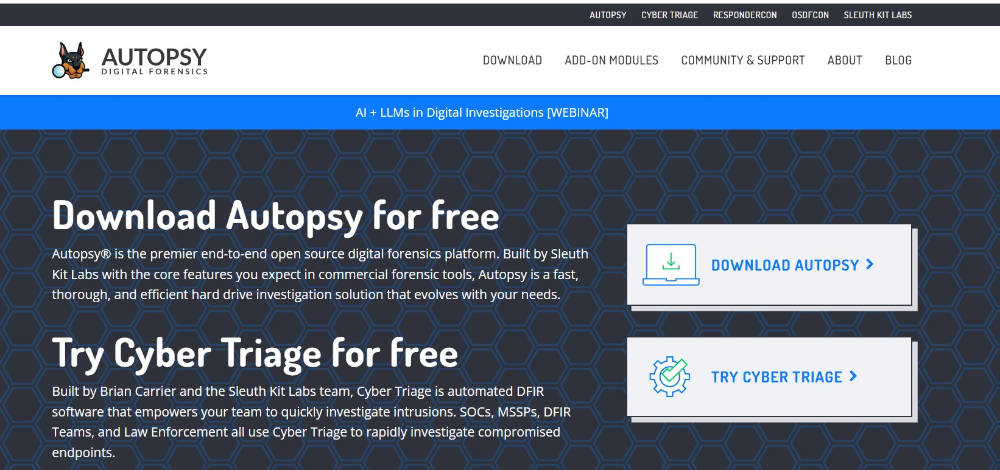 AUTOPSY CYBER TRIAGE RESPONDERCON OSDFCON SLEUTH KIT LABS
AUTOPSY
DIGITAL FORENSICS
DOWNLOAD ADD-ON MODULES COMMUNITY & SUPPORT ABOUT BLOG
AI + LLMs in Digital Investigations [WEBINAR]
Download Autopsy for free
Autopsy® is the premier end-to-end open source digital forensics platform. Built by Sleuth
Kit Labs with the core features you expect in commercial forensic tools, Autopsy is a fast,
thorough, and efficient hard drive investigation solution that evolves with your needs.
DOWNLOAD AUTOPSY
Try Cyber Triage for free
Built by Brian Carrier and the Sleuth Kit Labs team, Cyber Triage is automated DFIR
software that empowers your team to quickly investigate intrusions. SOCs, MSSPs, DFIR
Teams, and Law Enforcement all use Cyber Triage to rapidly investigate compromised
endpoints.
TRY CYBER TRIAGE